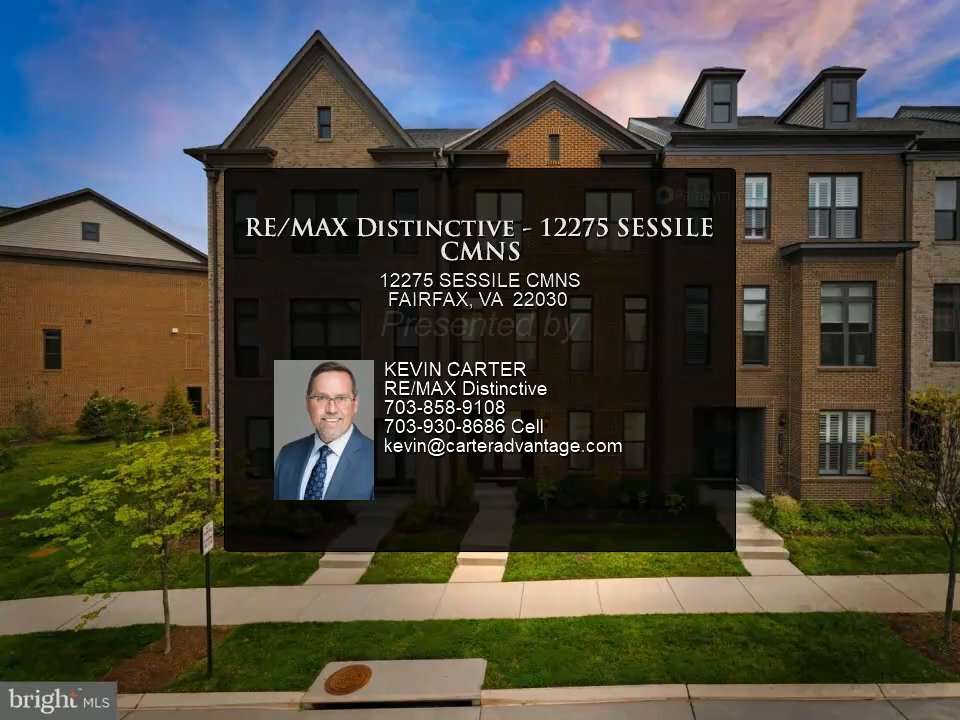 Paradym
RE/MAX DISTINCTIVE - 12275 SESSILE
CMNS
12275 SESSILE CMNS
FAIRFAX, VA 22030
Presented by
KEVIN CARTER
RE/MAX Distinctive
703-858-9108
703-930-8686 Cell
kevin@carteradvantage.com
bright MLS